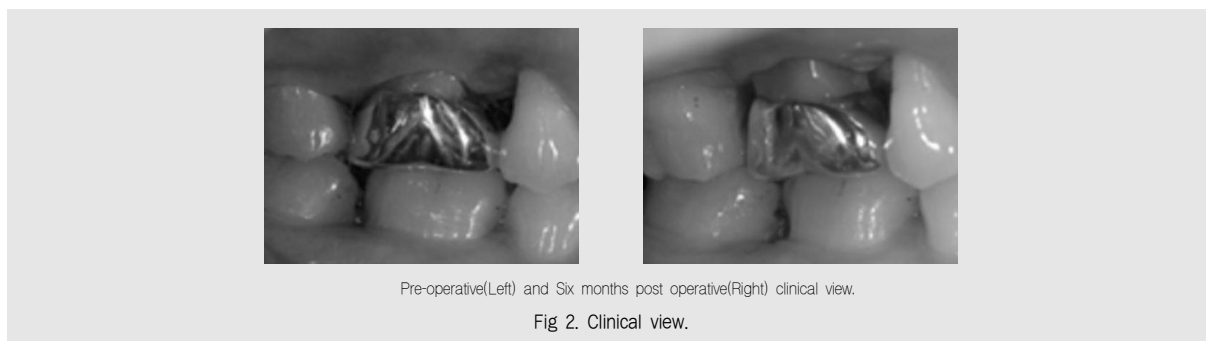 Pre-operative(Left) and Six months post operative(Right) clinical view.
Fig 2. Clinical view.